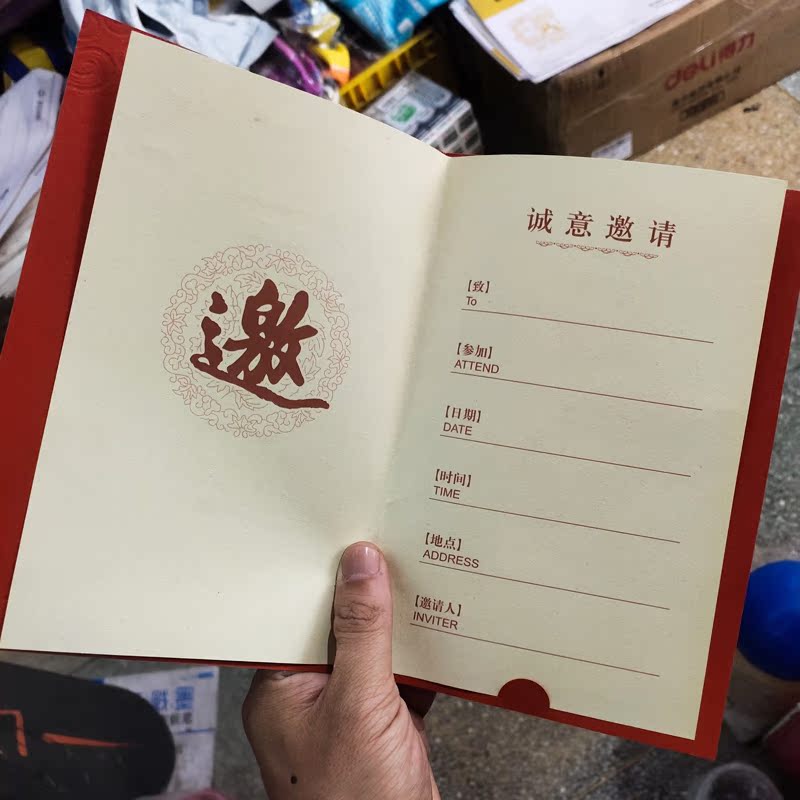 邀
诚意邀请
【致】
To
【参加】
ATTEND
【日期】
DATE
【时间】
TIME
【地点】
ADDRESS
【邀请人】
INVITER
deli得力